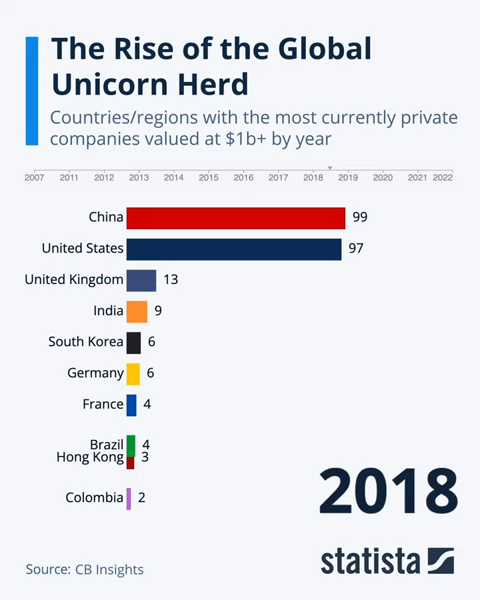 The Rise of the Global
Unicorn Herd
Countries/regions with the most currently private
companies valued at $1b+ by year
2007 2011 2012 2013 2014 2015 2016 2017 2018 2019 2020 2021 2022
China 99
United States 97
United Kingdom 13
India 9
South Korea 6
Germany 6
France 4
Brazil 4
Hong Kong 3
Colombia 2
2018
Source: CB Insights
statista